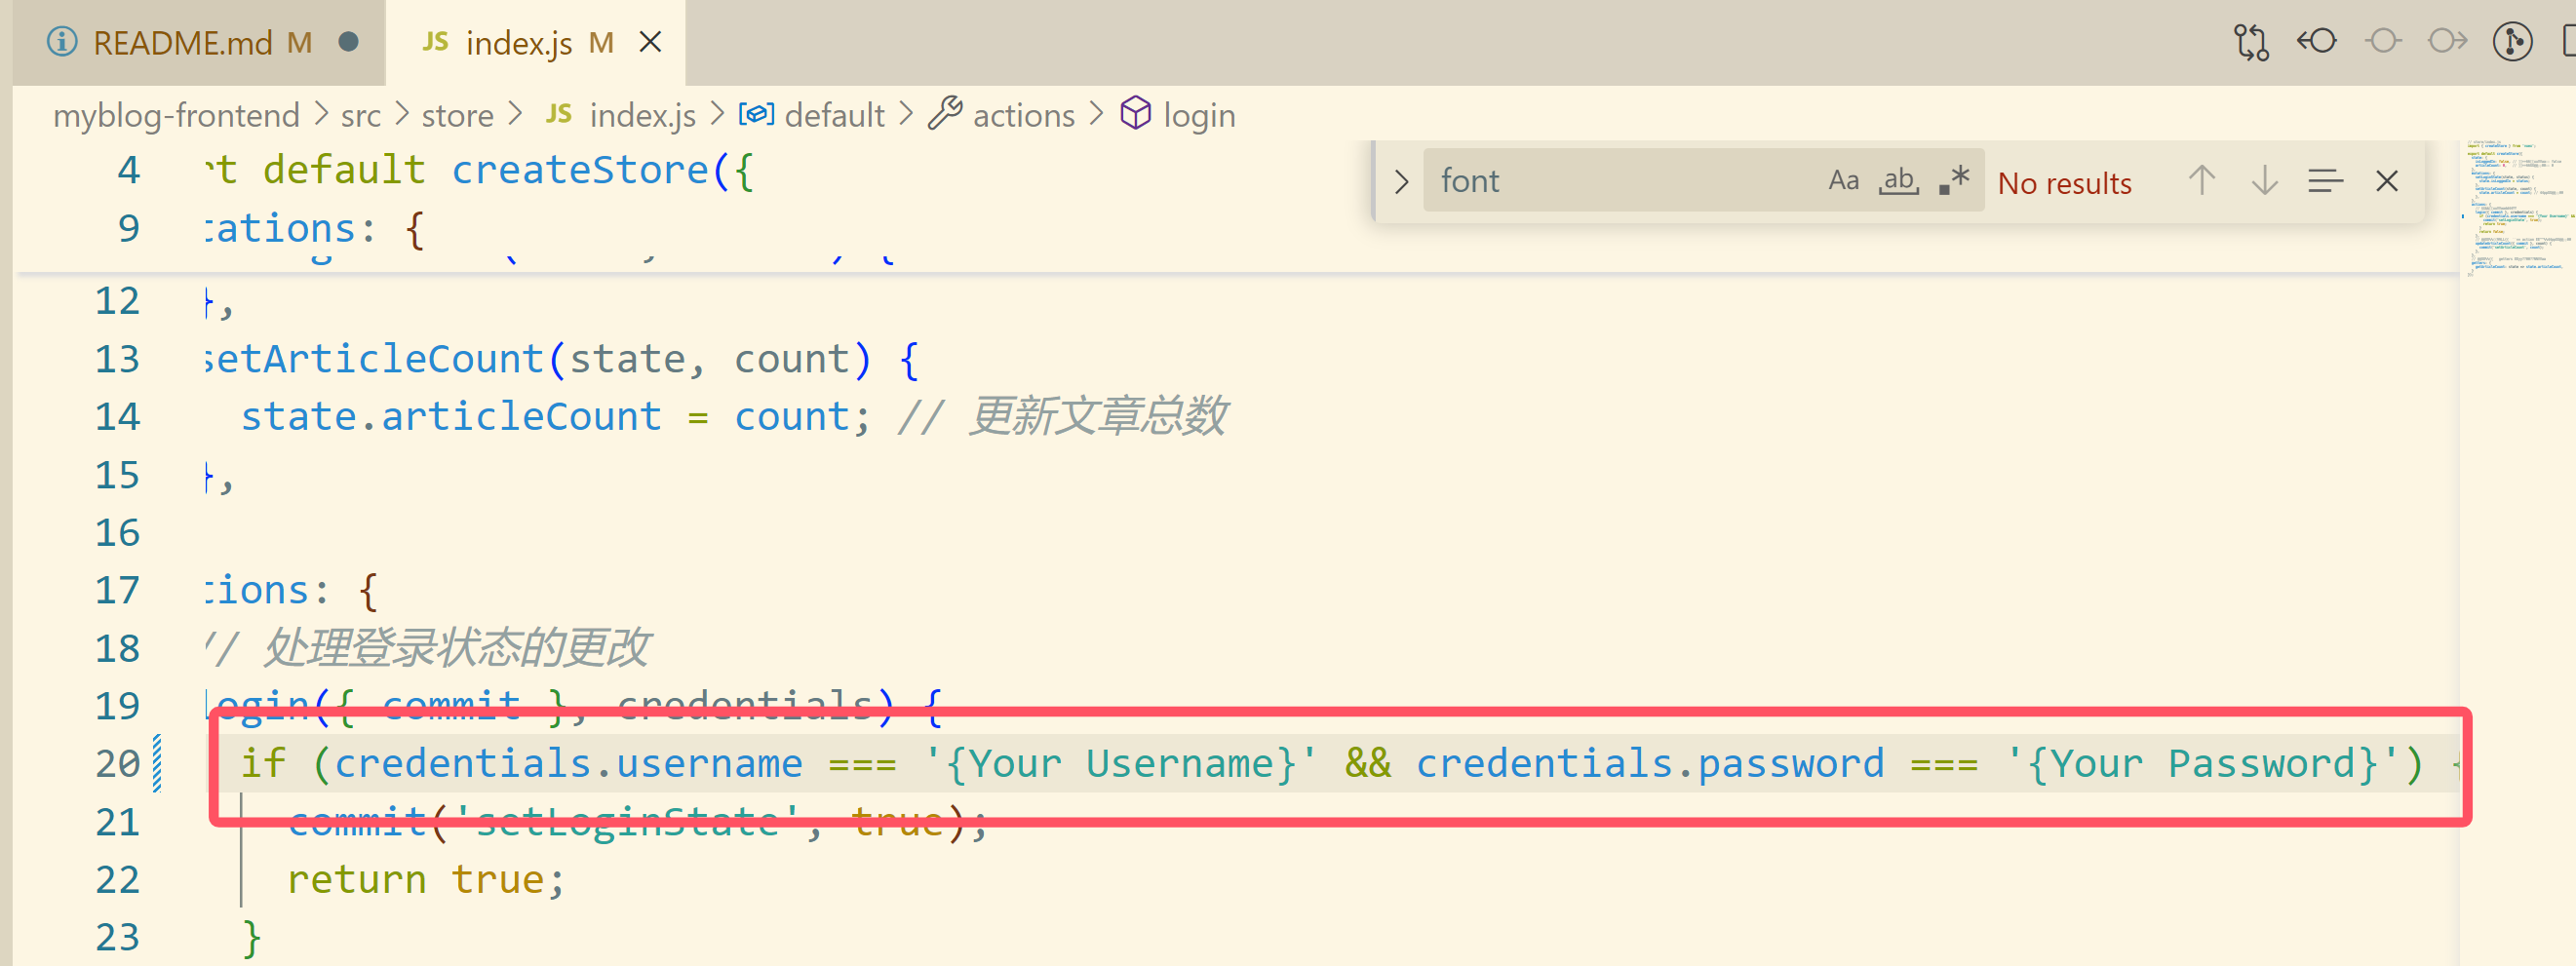 README.md M
JS index.js M
myblog-frontend > src > store > JS index.js > default > actions > login
font Aa ab No results
4 rt default createStore({
9 tations: {
12 },
13 setArticleCount(state, count) {
14 state.articleCount = count; // 更新文章总数
15 },
16
17 tions: {
18 // 处理登录状态的更改
19 login({ commit }, credentials) {
20 if (credentials.username === '{Your Username}' && credentials.password === '{Your Password}') {
21 commit('setLoginState', true);
22 return true;
23 }